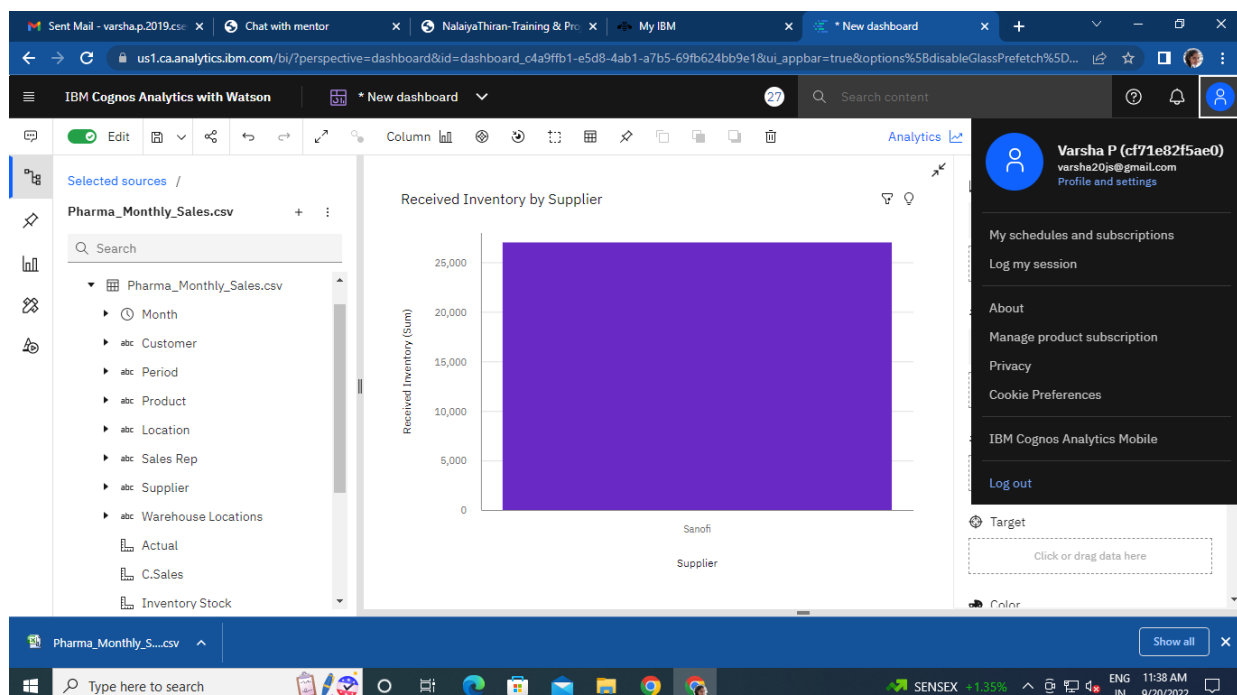 Sent Mail - varsha.p.2019.cse
Chat with mentor
NalaiyaThiran-Training & Pro
My IBM
* New dashboard
us1.ca.analytics.ibm.com/bi/?perspective=dashboard&id=dashboard_c4a9ffb1-e5d8-4ab1-a7b5-69fb624bb9e1&ui_appbar=true&options%5BdisableGlassPrefetch%5D...
IBM Cognos Analytics with Watson
* New dashboard
27
Search content
Edit
Column
Analytics
Varsha P (cf71e82f5ae0)
varsha20js@gmail.com
Profile and settings
My schedules and subscriptions
Log my session
About
Manage product subscription
Privacy
Cookie Preferences
IBM Cognos Analytics Mobile
Log out
Selected sources /
Pharma_Monthly_Sales.csv
Search
Pharma_Monthly_Sales.csv
Month
abc Customer
abc Period
abc Product
abc Location
abc Sales Rep
abc Supplier
abc Warehouse Locations
Actual
C.Sales
Inventory Stock
Received Inventory by Supplier
Received Inventory (Sum)
25,000
20,000
15,000
10,000
5,000
0
Sanofi
Supplier
Target
Click or drag data here
Color
Pharma_Monthly_S....csv
Show all
Type here to search
SENSEX +1.35%
ENG
IN
11:38 AM
9/20/2022